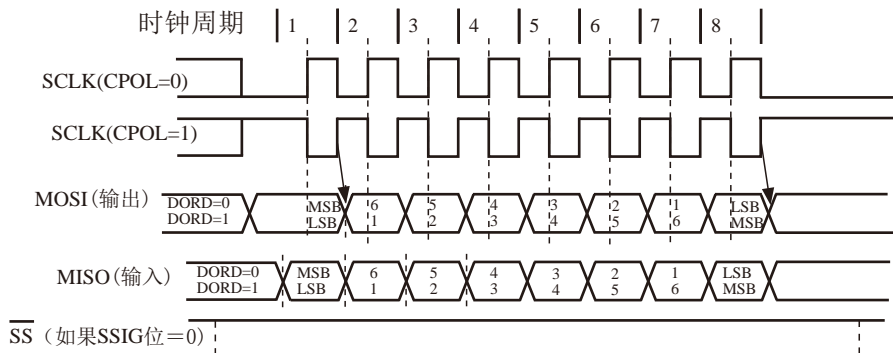 时钟周期 1 2 3 4 5 6 7 8
SCLK(CPOL=0)
SCLK(CPOL=1)
MOSI(输出) DORD=0 MSB 6 5 4 3 2 1 LSB
DORD=1 LSB 1 2 3 4 5 6 MSB
MISO(输入) DORD=0 MSB 6 5 4 3 2 1 LSB
DORD=1 LSB 1 2 3 4 5 6 MSB
SS (如果SSIG位=0)